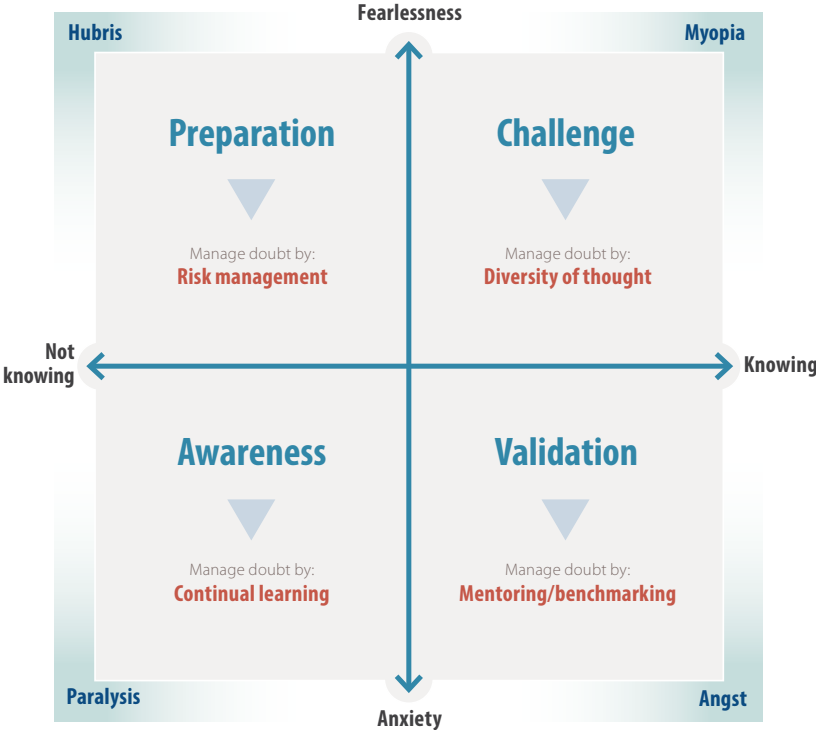 Fearlessness
Hubris
Myopia
Preparation
Challenge
Manage doubt by:
Risk management
Manage doubt by:
Diversity of thought
Not
knowing
Knowing
Awareness
Validation
Manage doubt by:
Continual learning
Manage doubt by:
Mentoring/benchmarking
Paralysis
Angst
Anxiety